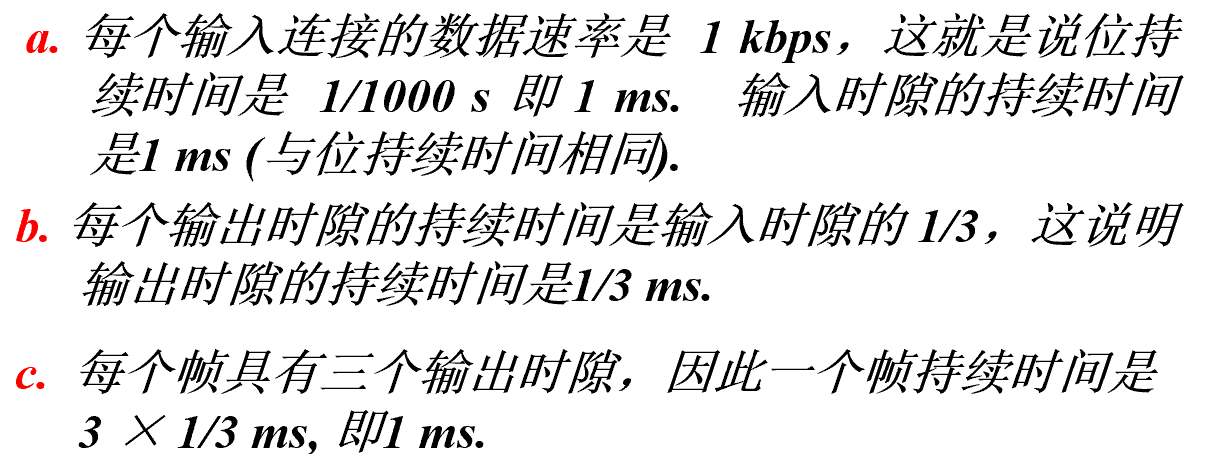 a. 每个输入连接的数据速率是 1 kbps，这就是说位持
续时间是 1/1000 s 即 1 ms. 输入时隙的持续时间
是1 ms (与位持续时间相同).
b. 每个输出时隙的持续时间是输入时隙的 1/3，这说明
输出时隙的持续时间是1/3 ms.
c. 每个帧具有三个输出时隙，因此一个帧持续时间是
3 × 1/3 ms, 即1 ms.